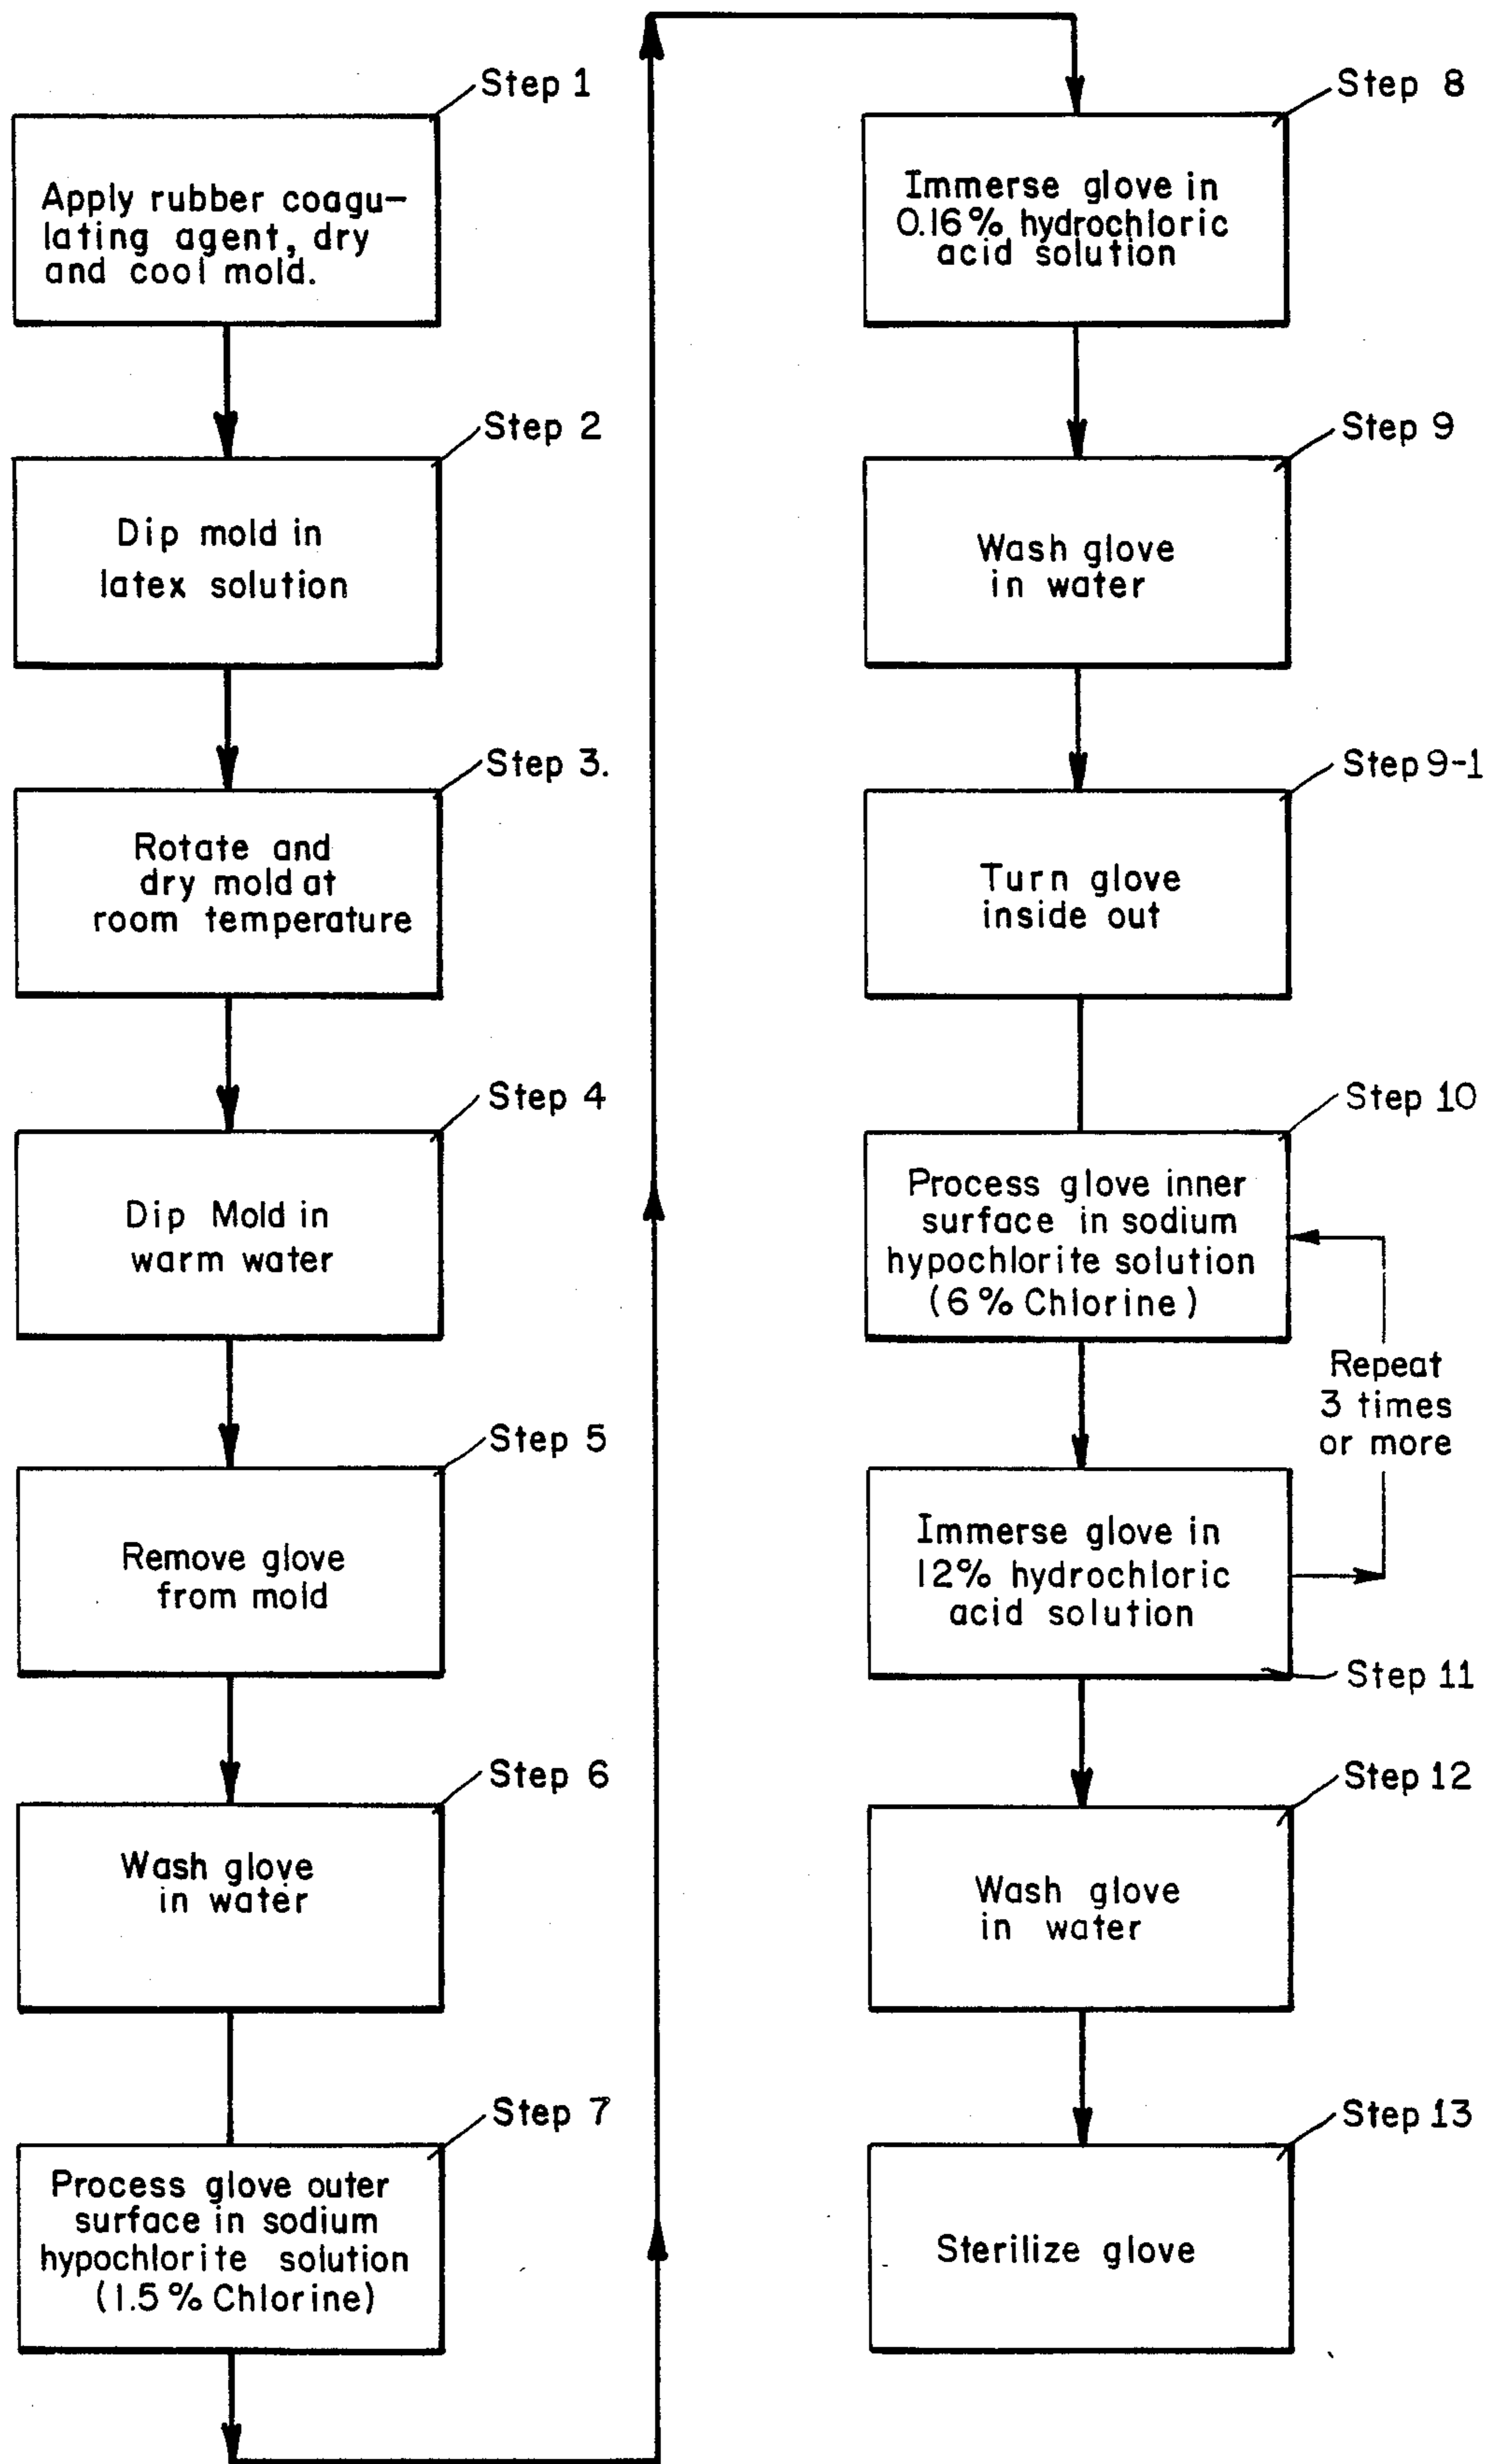 Step 1
Apply rubber coagu-
lating agent, dry
and cool mold.
Step 2
Dip mold in
latex solution
Step 3.
Rotate and
dry mold at
room temperature
Step 4
Dip Mold in
warm water
Step 5
Remove glove
from mold
Step 6
Wash glove
in water
Step 7
Process glove outer
surface in sodium
hypochlorite solution
(1.5% Chlorine)
Step 8
Immerse glove in
0.16% hydrochloric
acid solution
Step 9
Wash glove
in water
Step 9-1
Turn glove
inside out
Step 10
Process glove inner
surface in sodium
hypochlorite solution
(6% Chlorine)
Repeat
3 times
or more
Immerse glove in
12% hydrochloric
acid solution
Step 11
Step 12
Wash glove
in water
Step 13
Sterilize glove